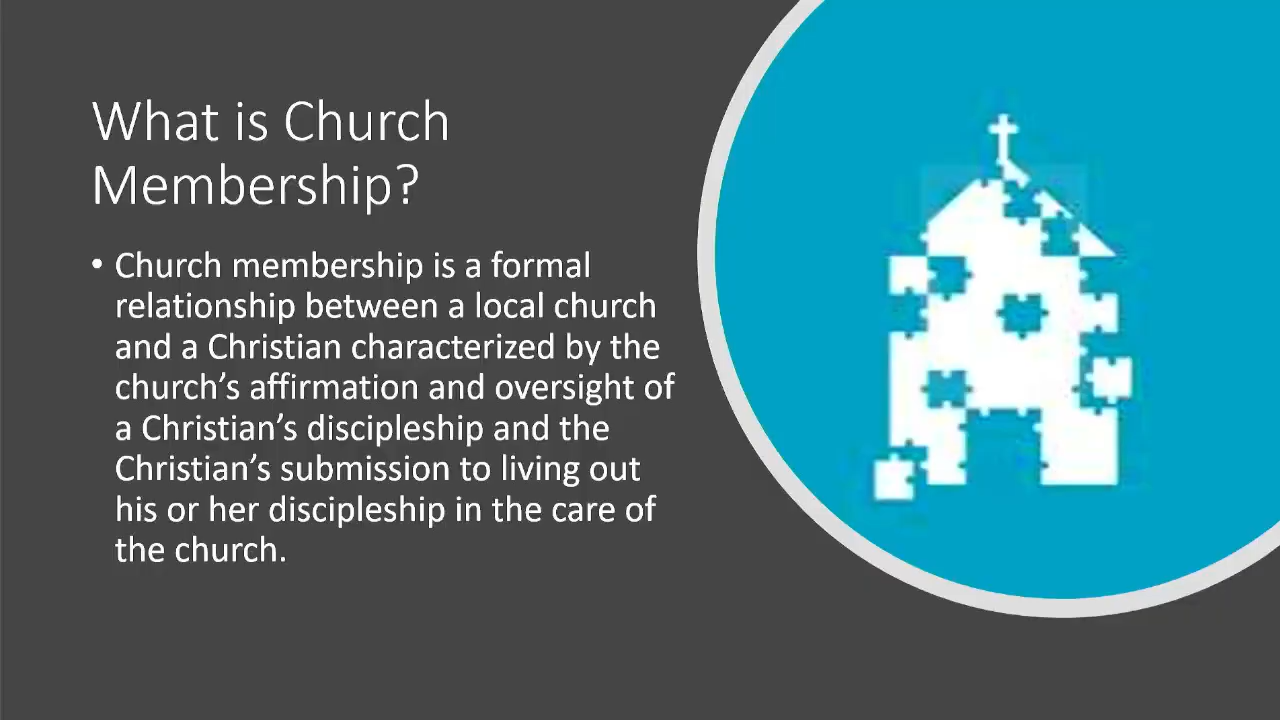 What is Church
Membership?
• Church membership is a formal
relationship between a local church
and a Christian characterized by the
church’s affirmation and oversight of
a Christian’s discipleship and the
Christian’s submission to living out
his or her discipleship in the care of
the church.